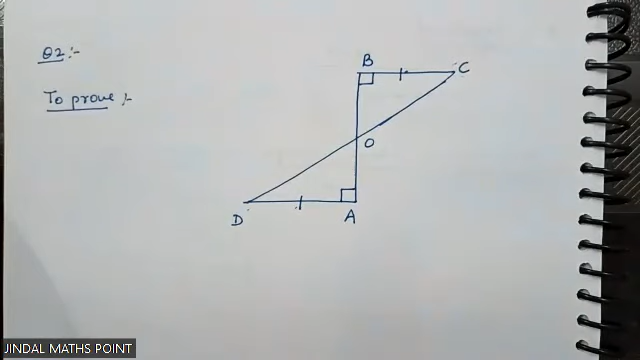 Q2:-
B
C
To prove:-
O
D
A
JINDAL MATHS POINT